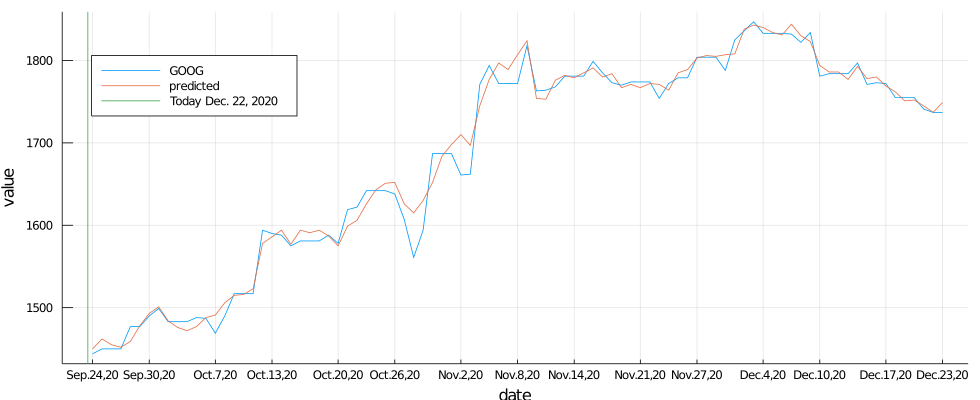 value
1800
1700
1600
1500
GOOG
predicted
Today Dec. 22, 2020
Sep.24,20 Sep.30,20 Oct.7,20 Oct.13,20 Oct.20,20 Oct.26,20 Nov.2,20 Nov.8,20 Nov.14,20 Nov.21,20 Nov.27,20 Dec.4,20 Dec.10,20 Dec.17,20 Dec.23,20
date